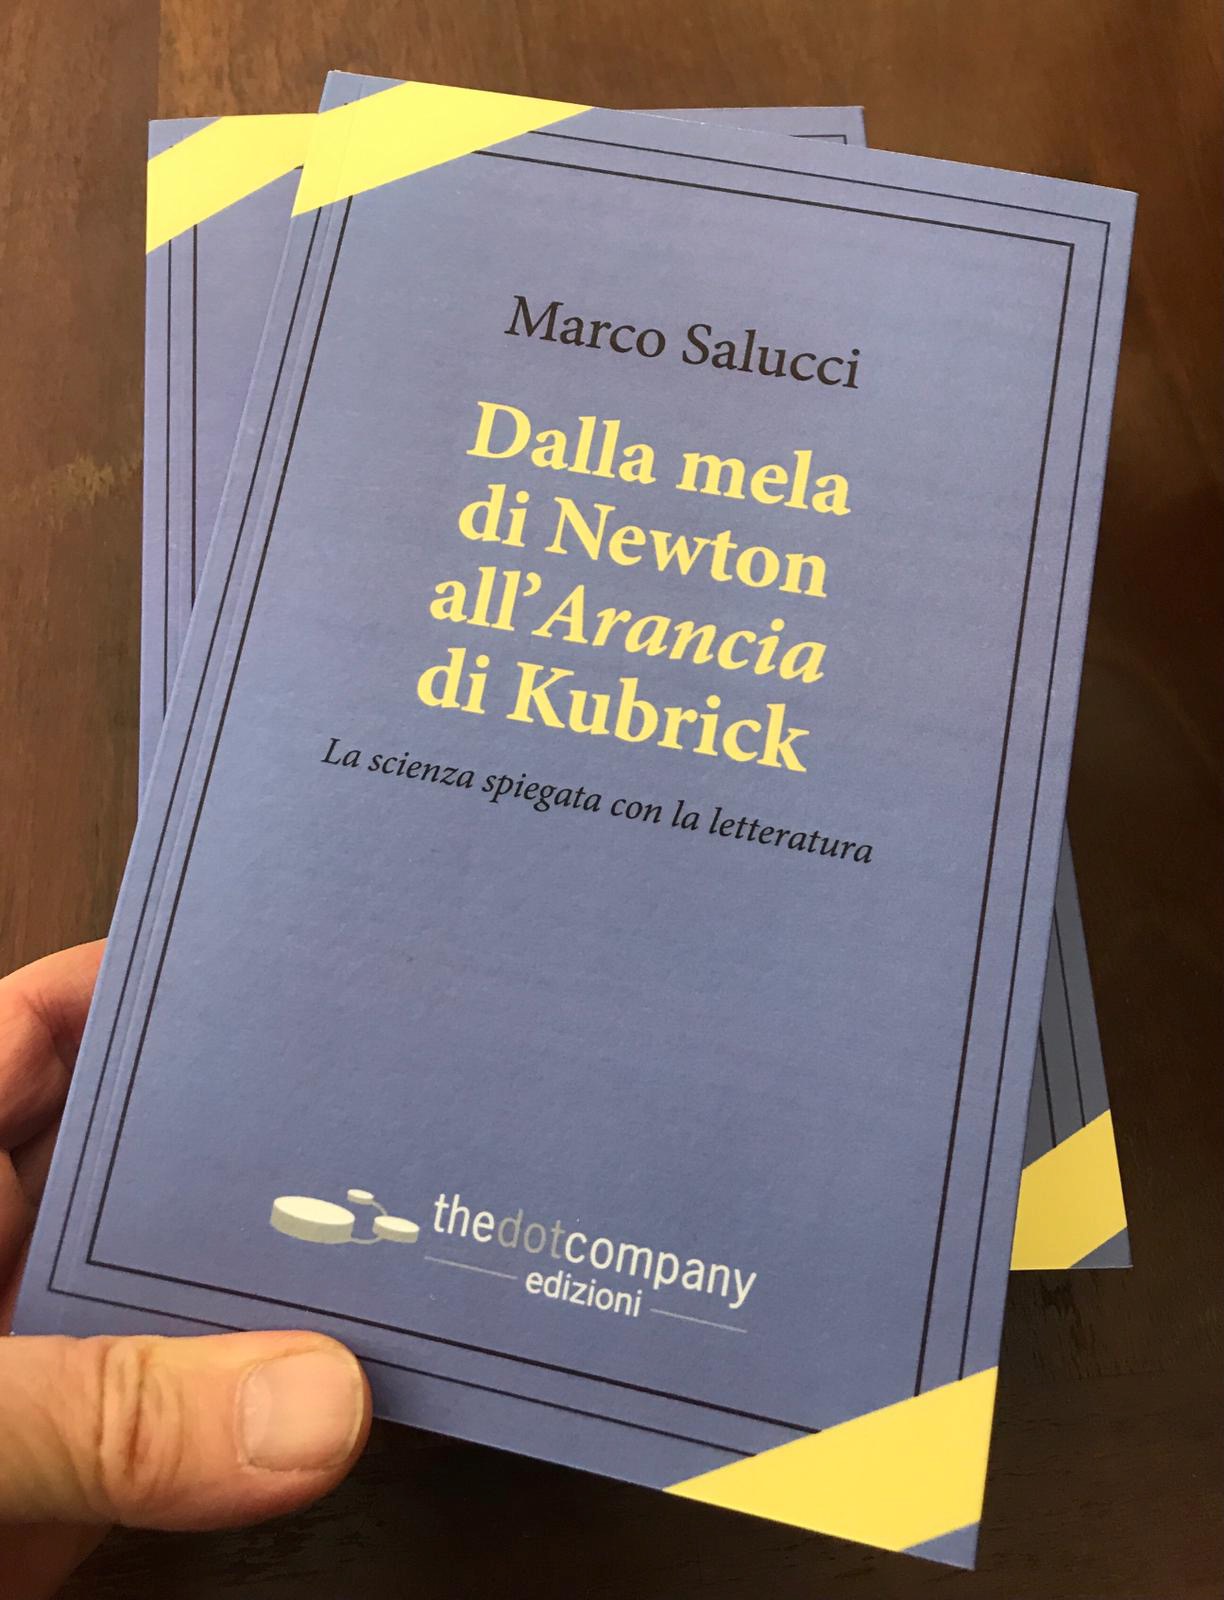 Marco Salucci
Dalla mela
di Newton
all’Arancia
di Kubrick
La scienza spiegata con la letteratura
thedotcompany
edizioni